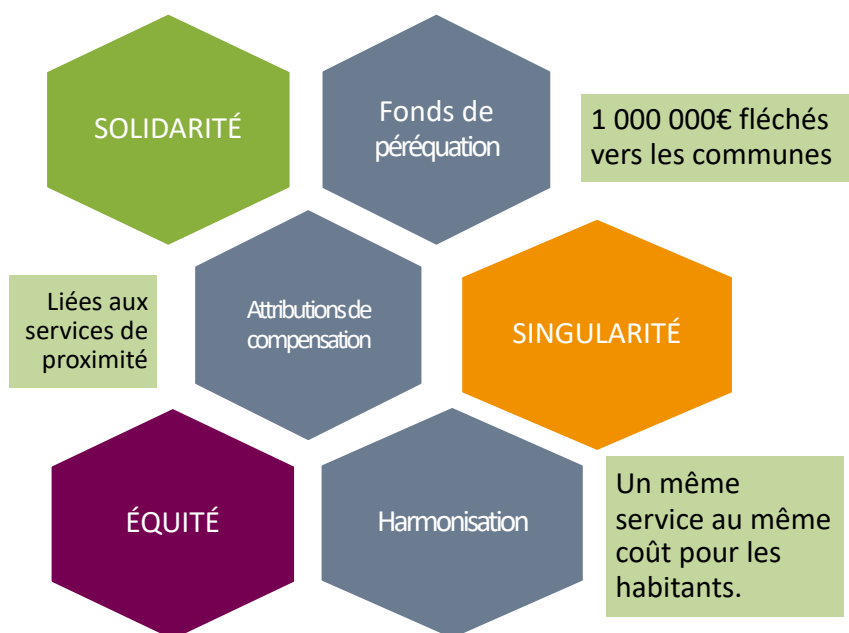 SOLIDARITÉ
Fonds de
péréquation
1 000 000€ fléchés
vers les communes
Liées aux
services de
proximité
Attributions de
compensation
SINGULARITÉ
ÉQUITÉ
Harmonisation
Un même
service au même
coût pour les
habitants.